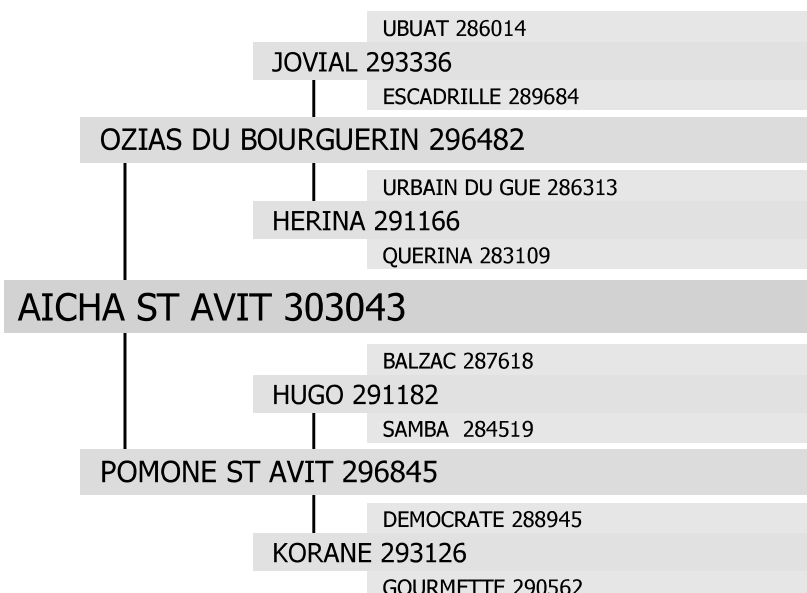 UBUAT 286014
JOVIAL 293336
ESCADRILLE 289684
OZIAS DU BOURGUERIN 296482
URBAIN DU GUE 286313
HERINA 291166
QUERINA 283109
AICHA ST AVIT 303043
BALZAC 287618
HUGO 291182
SAMBA 284519
POMONE ST AVIT 296845
DEMOCRATE 288945
KORANE 293126
GOURMETTE 290562